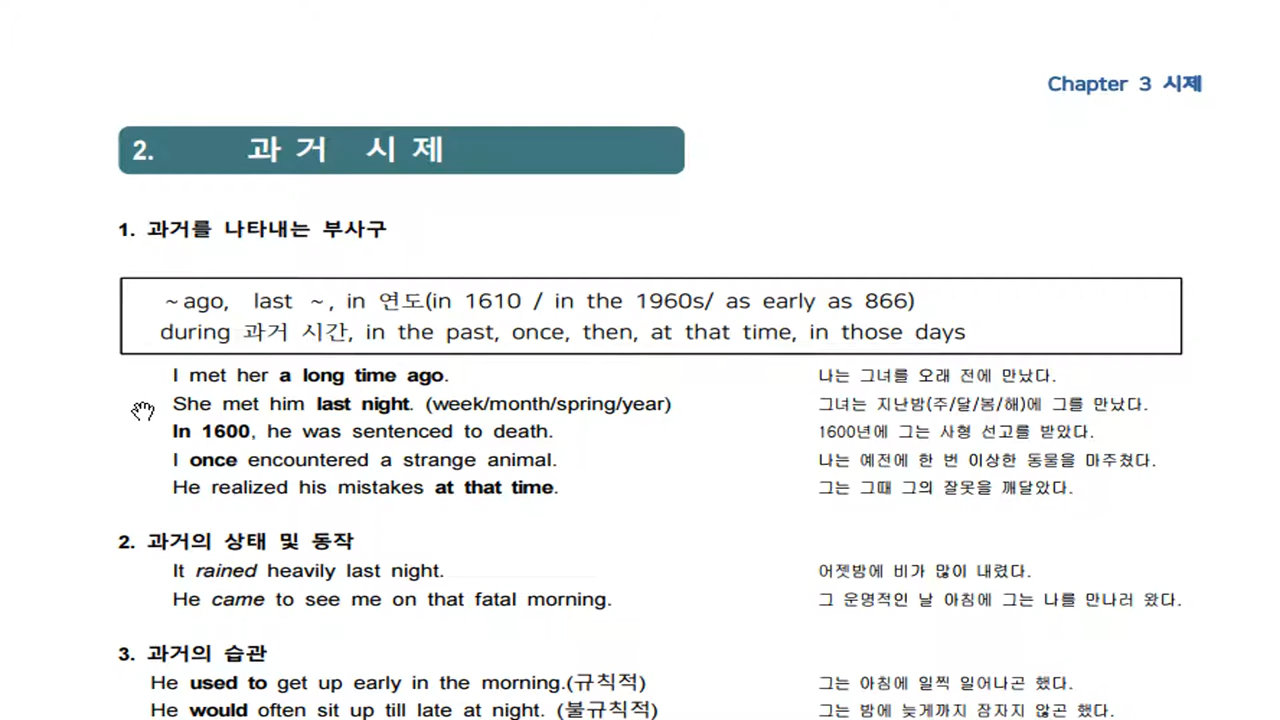 Chapter 3 시제
2. 과 거 시 제
1. 과거를 나타내는 부사구
~ago, last ~, in 연도(in 1610 / in the 1960s/ as early as 866)
during 과거 시간, in the past, once, then, at that time, in those days
I met her a long time ago. 나는 그녀를 오래 전에 만났다.
She met him last night. (week/month/spring/year) 그녀는 지난밤(주/달/봄/해)에 그를 만났다.
In 1600, he was sentenced to death. 1600년에 그는 사형 선고를 받았다.
I once encountered a strange animal. 나는 예전에 한 번 이상한 동물을 마주쳤다.
He realized his mistakes at that time. 그는 그때 그의 잘못을 깨달았다.
2. 과거의 상태 및 동작
It rained heavily last night. 어젯밤에 비가 많이 내렸다.
He came to see me on that fatal morning. 그 운명적인 날 아침에 그는 나를 만나러 왔다.
3. 과거의 습관
He used to get up early in the morning.(규칙적) 그는 아침에 일찍 일어나곤 했다.
He would often sit up till late at night. (불규칙적) 그는 밤에 늦게까지 잠자지 않곤 했다.